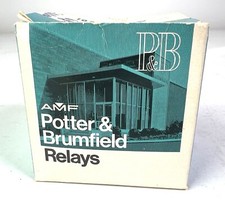 P&B
AMF
Potter &
Brumfield
Relays